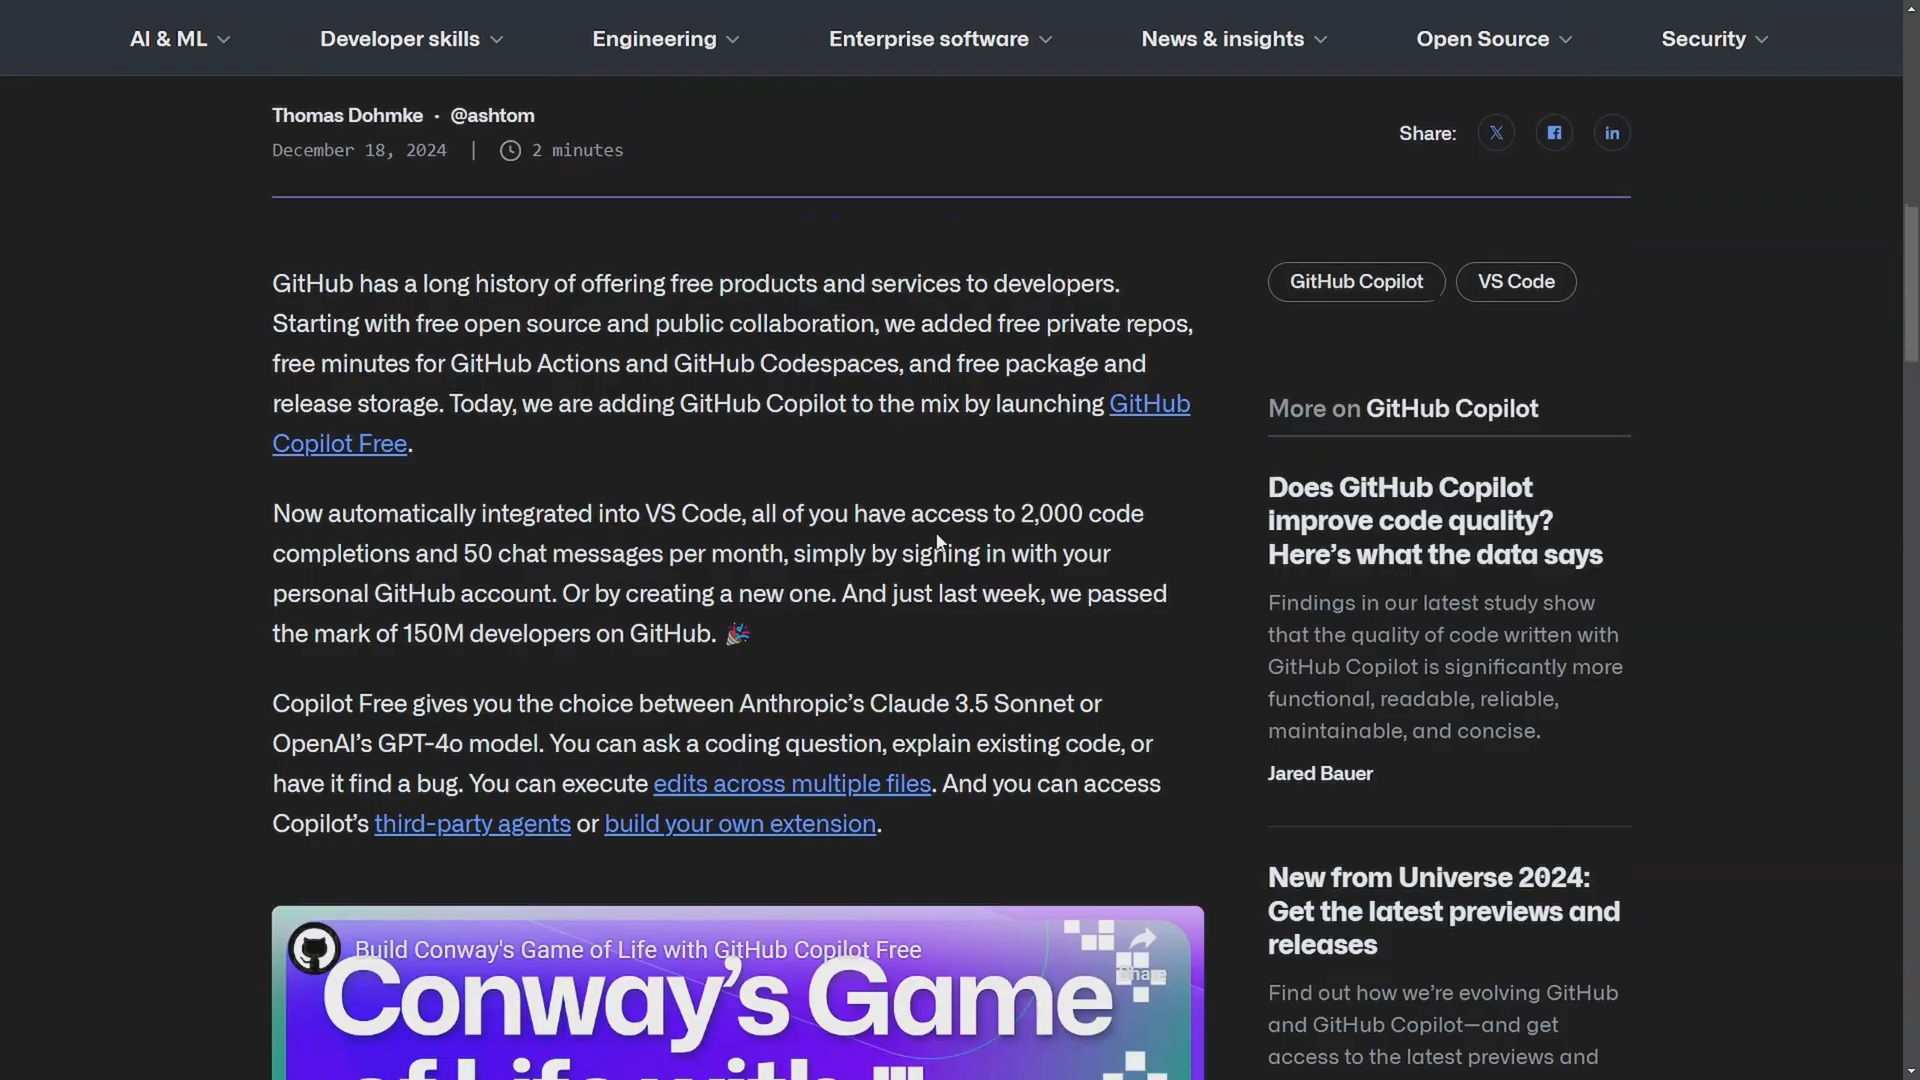 AI & ML
Developer skills
Engineering
Enterprise software
News & insights
Open Source
Security
Thomas Dohmke · @ashtom
December 18, 2024 | 2 minutes
Share:
GitHub has a long history of offering free products and services to developers.
Starting with free open source and public collaboration, we added free private repos,
free minutes for GitHub Actions and GitHub Codespaces, and free package and
release storage. Today, we are adding GitHub Copilot to the mix by launching GitHub
Copilot Free.
Now automatically integrated into VS Code, all of you have access to 2,000 code
completions and 50 chat messages per month, simply by signing in with your
personal GitHub account. Or by creating a new one. And just last week, we passed
the mark of 150M developers on GitHub. 🎉
Copilot Free gives you the choice between Anthropic’s Claude 3.5 Sonnet or
OpenAI’s GPT-4o model. You can ask a coding question, explain existing code, or
have it find a bug. You can execute edits across multiple files. And you can access
Copilot’s third-party agents or build your own extension.
Build Conway's Game of Life with GitHub Copilot Free
Share
Conway’s Game
of Life with
GitHub Copilot
VS Code
More on GitHub Copilot
Does GitHub Copilot
improve code quality?
Here’s what the data says
Findings in our latest study show
that the quality of code written with
GitHub Copilot is significantly more
functional, readable, reliable,
maintainable, and concise.
Jared Bauer
New from Universe 2024:
Get the latest previews and
releases
Find out how we’re evolving GitHub
and GitHub Copilot—and get
access to the latest previews and